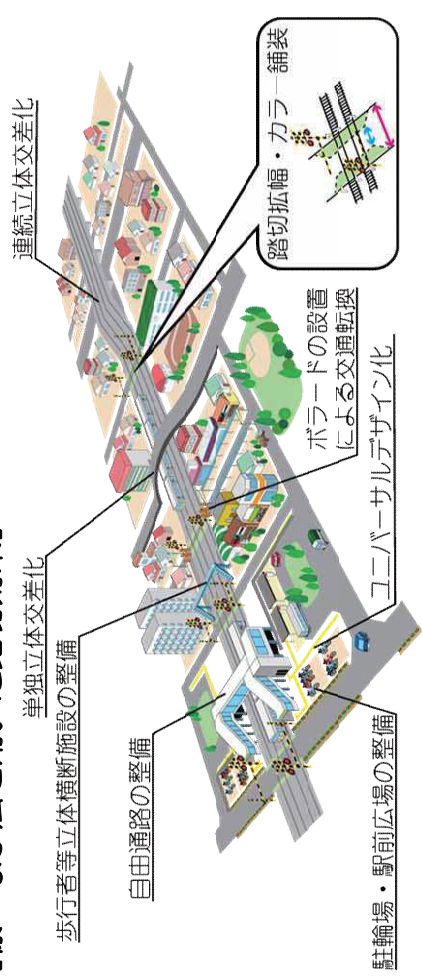 単独立体交差化
歩行者等立体横断施設の整備
自由通路の整備
連続立体交差化
踏切拡幅・カラー舗装
ボラードの設置
による交通転換
ユニバーサルデザイン化
駐輪場・駅前広場の整備